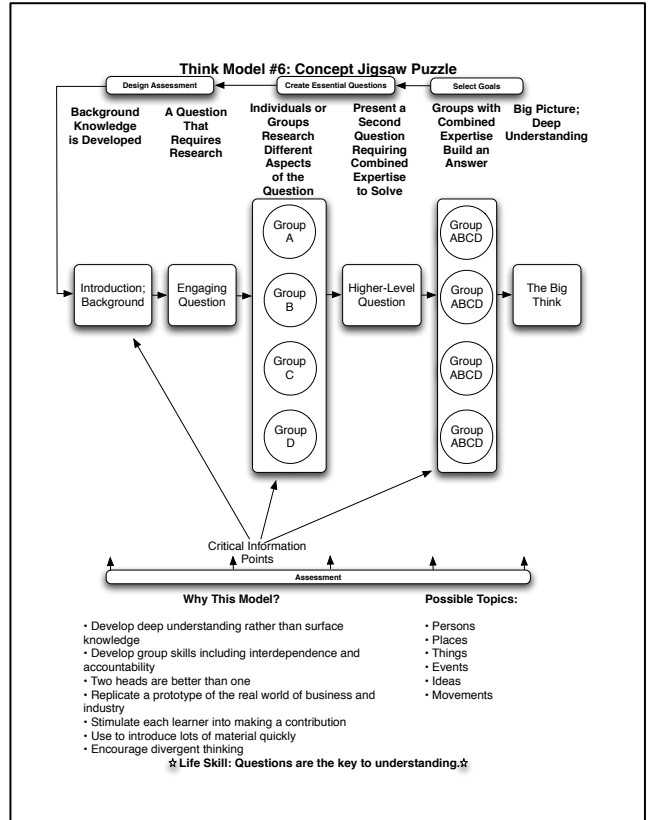 Think Model #6: Concept Jigsaw Puzzle
Design Assessment
Create Essential Questions
Select Goals
Background
Knowledge
is Developed
A Question
That
Requires
Research
Individuals or
Groups
Research
Different
Aspects
of the
Question
Present a
Second
Question
Requiring
Combined
Expertise
to Solve
Groups with
Combined
Expertise
Build an
Answer
Big Picture;
Deep
Understanding
Introduction;
Background
Engaging
Question
Group
A
Group
B
Group
C
Group
D
Higher-Level
Question
Group
ABCD
Group
ABCD
Group
ABCD
Group
ABCD
The Big
Think
Critical Information
Points
Assessment
Why This Model?
• Develop deep understanding rather than surface
knowledge
• Develop group skills including interdependence and
accountability
• Two heads are better than one
• Replicate a prototype of the real world of business and
industry
• Stimulate each learner into making a contribution
• Use to introduce lots of material quickly
• Encourage divergent thinking
Possible Topics:
• Persons
• Places
• Things
• Events
• Ideas
• Movements
☆Life Skill: Questions are the key to understanding.☆